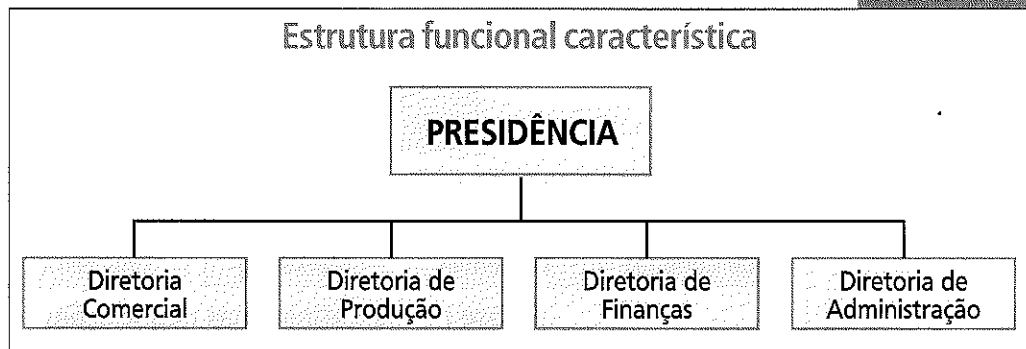 Estrutura funcional característica
PRESIDÊNCIA
Diretoria
Comercial
Diretoria de
Produção
Diretoria de
Finanças
Diretoria de
Administração